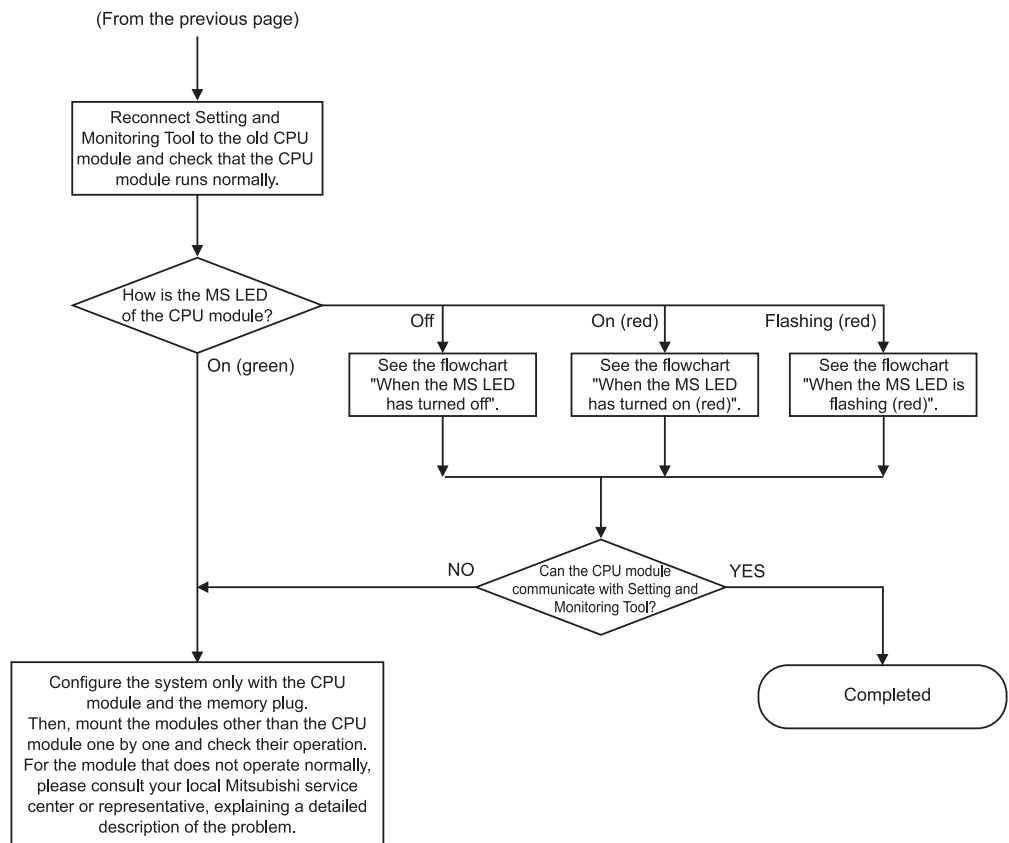 (From the previous page)
Reconnect Setting and
Monitoring Tool to the old CPU
module and check that the CPU
module runs normally.
How is the MS LED
of the CPU module?
Off
On (red)
Flashing (red)
On (green)
See the flowchart
"When the MS LED
has turned off".
See the flowchart
"When the MS LED
has turned on (red)".
See the flowchart
"When the MS LED is
flashing (red)".
NO
Can the CPU module
communicate with Setting and
Monitoring Tool?
YES
Configure the system only with the CPU
module and the memory plug.
Then, mount the modules other than the CPU
module one by one and check their operation.
For the module that does not operate normally,
please consult your local Mitsubishi service
center or representative, explaining a detailed
description of the problem.
Completed